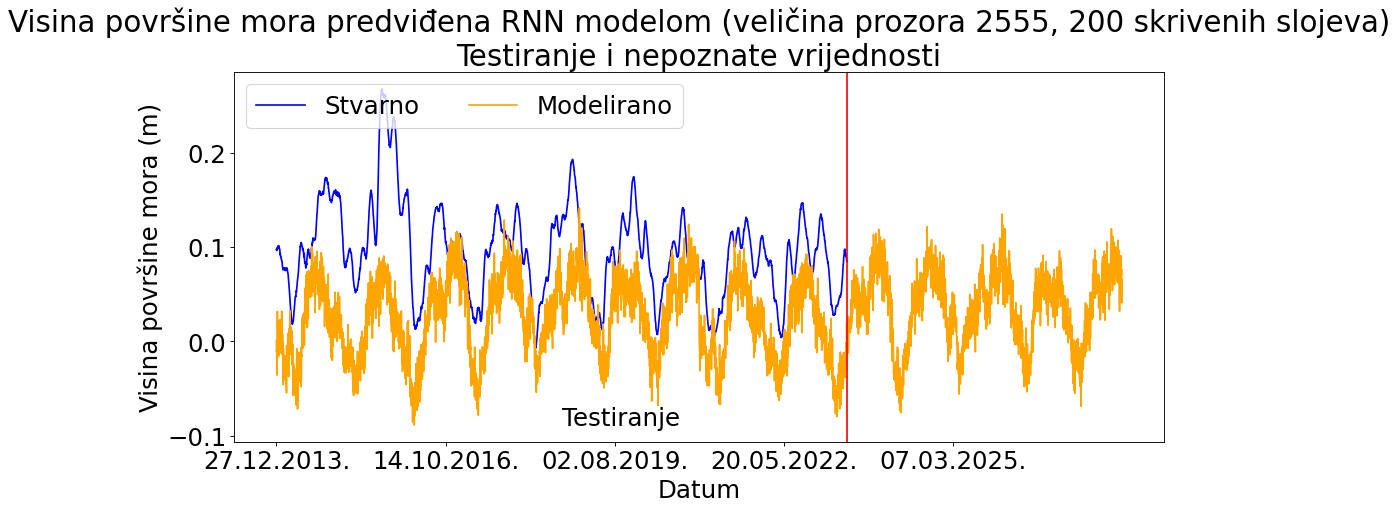 Visina površine mora predviđena RNN modelom (veličina prozora 2555, 200 skrivenih slojeva)
Testiranje i nepoznate vrijednosti
Stvarno
Modelirano
Visina površine mora (m)
0.2
0.1
0.0
−0.1
Testiranje
27.12.2013.
14.10.2016.
02.08.2019.
20.05.2022.
07.03.2025.
Datum